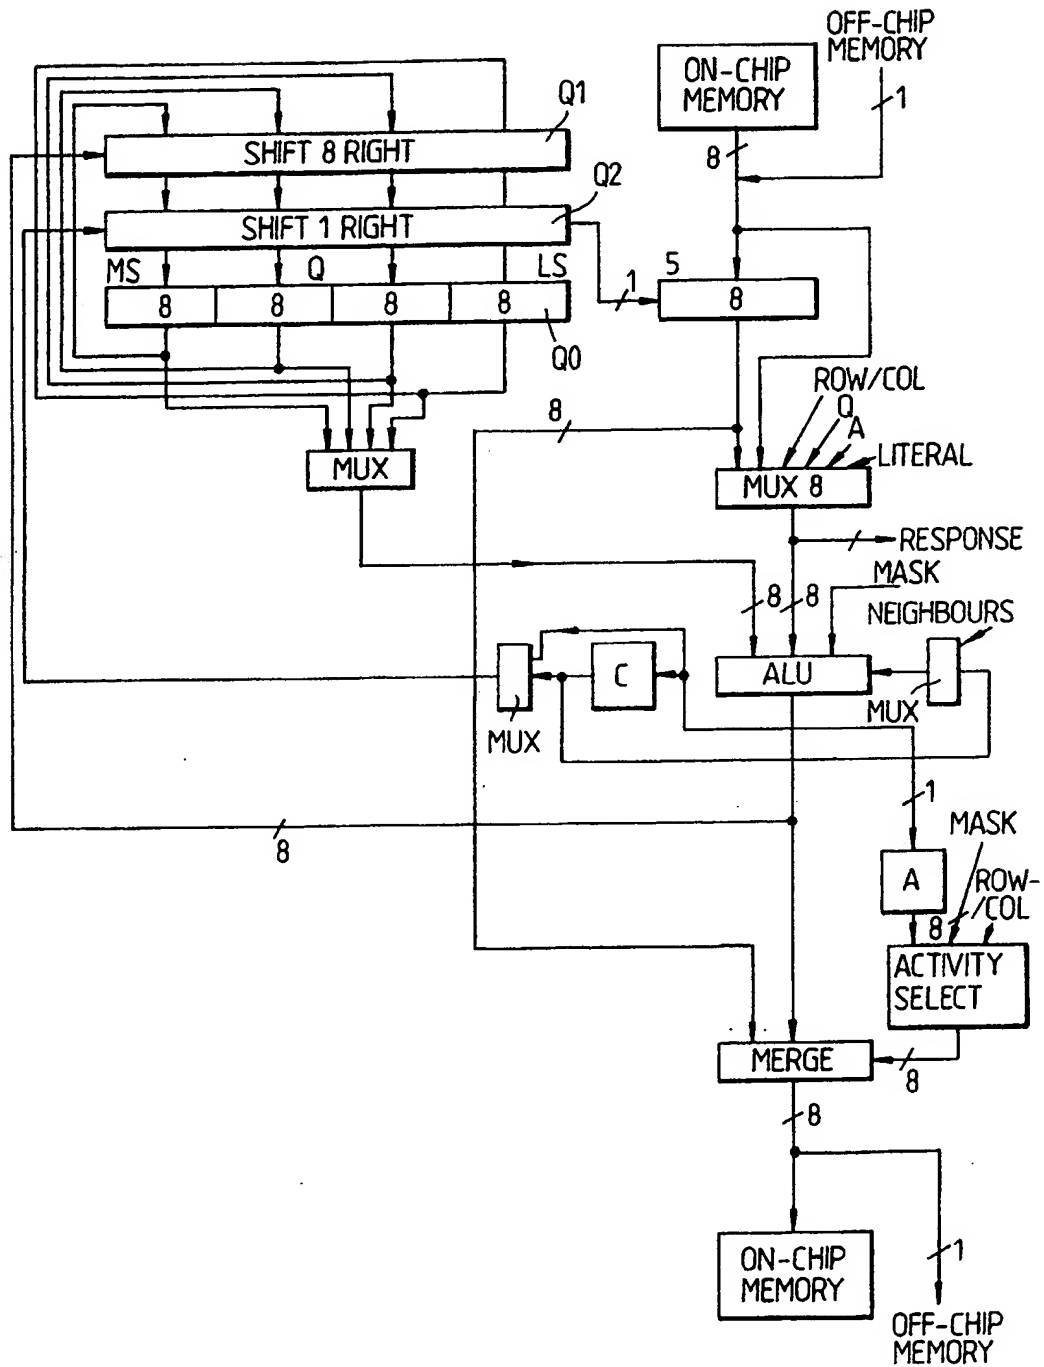 OFF-CHIP
MEMORY
1
ON-CHIP
MEMORY
8
Q1
SHIFT 8 RIGHT
Q2
SHIFT 1 RIGHT
MS
Q
LS
8
8
8
8
Q0
1
5
8
ROW/COL
Q
A
LITERAL
8
MUX
MUX 8
RESPONSE
MASK
8
8
NEIGHBOURS
C
ALU
MUX
MUX
1
8
MASK
A
ROW-
/COL
8
ACTIVITY
SELECT
MERGE
8
8
ON-CHIP
MEMORY
1
OFF-CHIP
MEMORY